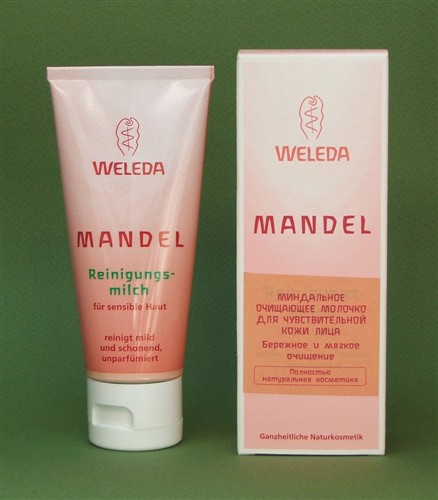 WELEDA
MANDEL
Reinigungs-
milch
für sensible Haut
reinigt mild
und schonend,
unparfümiert
WELEDA
MANDEL
МИНДАЛЬНОЕ
ОЧИЩАЮЩЕЕ МОЛОЧКО
ДЛЯ ЧУВСТВИТЕЛЬНОЙ
КОЖИ ЛИЦА
Бережное и мягкое
очищение
Полностью
натуральная косметика
Ganzheitliche Naturkosmetik